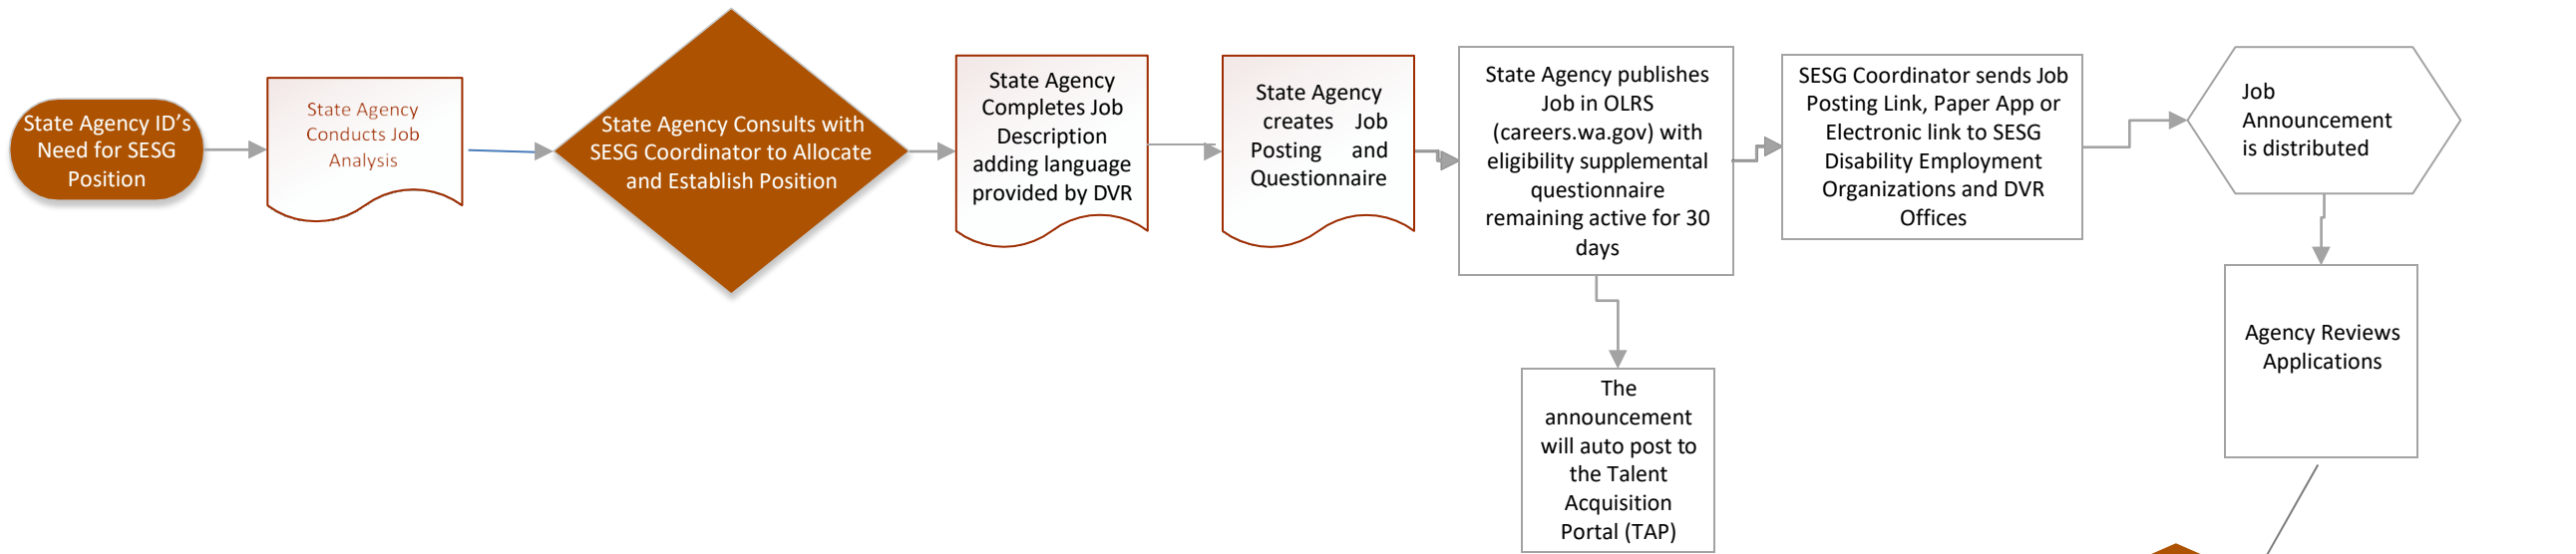 State Agency ID’s
Need for SESG
Position
State Agency
Conducts Job
Analysis
State Agency Consults with
SESG Coordinator to Allocate
and Establish Position
State Agency
Completes Job
Description
adding language
provided by DVR
State Agency
creates Job
Posting and
Questionnaire
State Agency publishes
Job in OLRS
(careers.wa.gov) with
eligibility supplemental
questionnaire
remaining active for 30
days
The
announcement
will auto post to
the Talent
Acquisition
Portal (TAP)
SESG Coordinator sends Job
Posting Link, Paper App or
Electronic link to SESG
Disability Employment
Organizations and DVR
Offices
Job
Announcement
is distributed
Agency Reviews
Applications